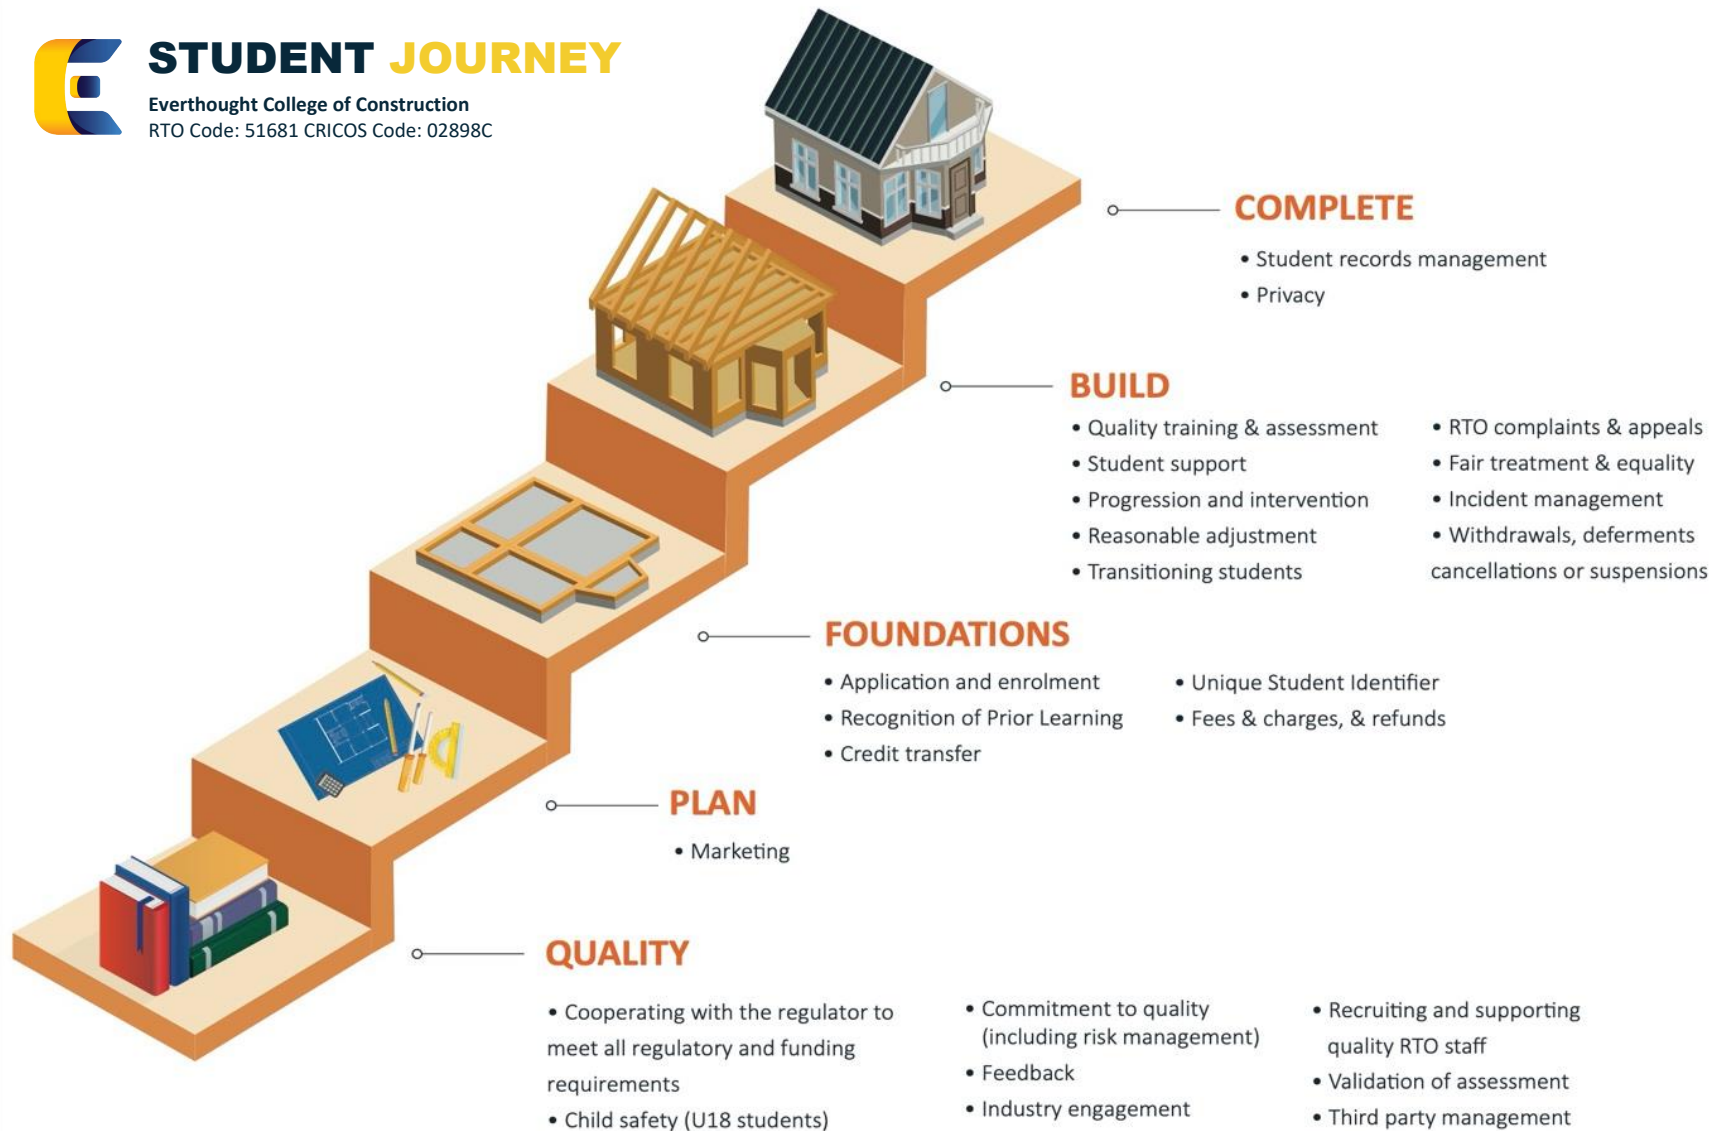 STUDENT JOURNEY
Everthought College of Construction
RTO Code: 51681 CRICOS Code: 02898C
COMPLETE
• Student records management
• Privacy
BUILD
• Quality training & assessment
• Student support
• Progression and intervention
• Reasonable adjustment
• Transitioning students
• RTO complaints & appeals
• Fair treatment & equality
• Incident management
• Withdrawals, deferments
cancellations or suspensions
FOUNDATIONS
• Application and enrolment
• Recognition of Prior Learning
• Credit transfer
• Unique Student Identifier
• Fees & charges, & refunds
PLAN
• Marketing
QUALITY
• Cooperating with the regulator to
meet all regulatory and funding
requirements
• Child safety (U18 students)
• Commitment to quality
(including risk management)
• Feedback
• Industry engagement
• Recruiting and supporting
quality RTO staff
• Validation of assessment
• Third party management